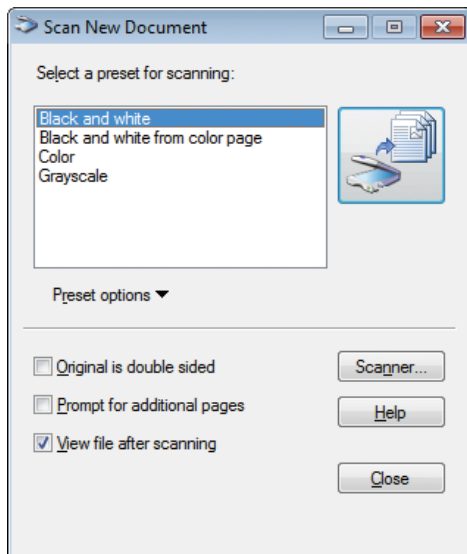 Scan New Document
Select a preset for scanning:
Black and white
Black and white from color page
Color
Grayscale
Preset options
Original is double sided
Scanner...
Prompt for additional pages
Help
View file after scanning
Close